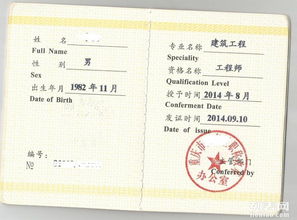 姓 名
Full Name
性 别 男
Sex
出生年月 1982 年 11 月
Date of Birth
编号:
№
专业名称 建筑工程
Speciality
资格名称 工程师
Qualification Level
授予时间 2014 年 8 月
Conferment Date
发证时间 2014.09.10
Date of issue
Conferred by
办公室